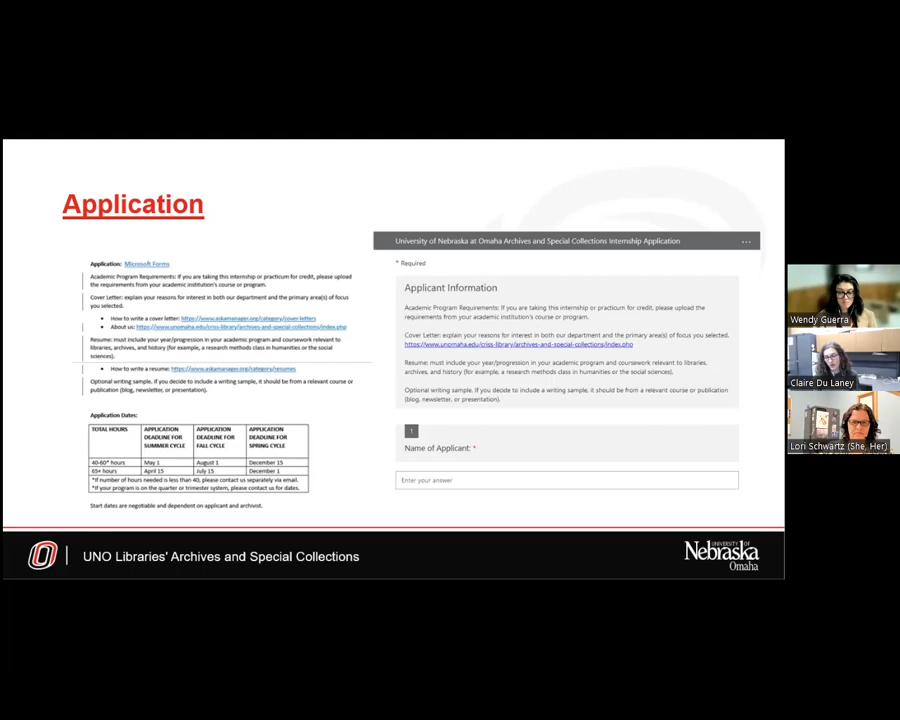 Application
Application: Microsoft Forms
Academic Program Requirements: If you are taking this internship or practicum for credit, please upload
the requirements from your academic institution's course or program.
Cover Letter: explain your reasons for interest in both our department and the primary area(s) of focus
you selected.
• How to write a cover letter: https://www.askamanager.org/category/cover-letters
• About us: https://www.unomaha.edu/criss-library/archives-and-special-collections/index.php
Resume: must include your year/progression in your academic program and coursework relevant to
libraries, archives, and history (for example, a research methods class in humanities or the social
sciences).
• How to write a resume: https://www.askamanager.org/category/resumes
Optional writing sample. If you decide to include a writing sample, it should be from a relevant course or
publication (blog, newsletter, or presentation).
Application Dates:
TOTAL HOURS APPLICATION DEADLINE FOR SUMMER CYCLE APPLICATION DEADLINE FOR FALL CYCLE APPLICATION DEADLINE FOR SPRING CYCLE
40-60* hours May 1 August 1 December 15
65+ hours April 15 July 15 December 1
*If number of hours needed is less than 40, please contact us separately via email.
*If your program is on the quarter or trimester system, please contact us for dates.
Start dates are negotiable and dependent on applicant and archivist.
University of Nebraska at Omaha Archives and Special Collections Internship Application
...
* Required
Applicant Information
Academic Program Requirements: If you are taking this internship or practicum for credit, please upload the
requirements from your academic institution's course or program.
Cover Letter: explain your reasons for interest in both our department and the primary area(s) of focus you selected.
https://www.unomaha.edu/criss-library/archives-and-special-collections/index.php
Resume: must include your year/progression in your academic program and coursework relevant to libraries,
archives, and history (for example, a research methods class in humanities or the social sciences).
Optional writing sample. If you decide to include a writing sample, it should be from a relevant course or publication
(blog, newsletter, or presentation).
1
Name of Applicant: *
Enter your answer
Wendy Guerra
Claire Du Laney
Lori Schwartz (She, Her)
O
UNO Libraries' Archives and Special Collections
UNIVERSITY OF
Nebraska
Omaha